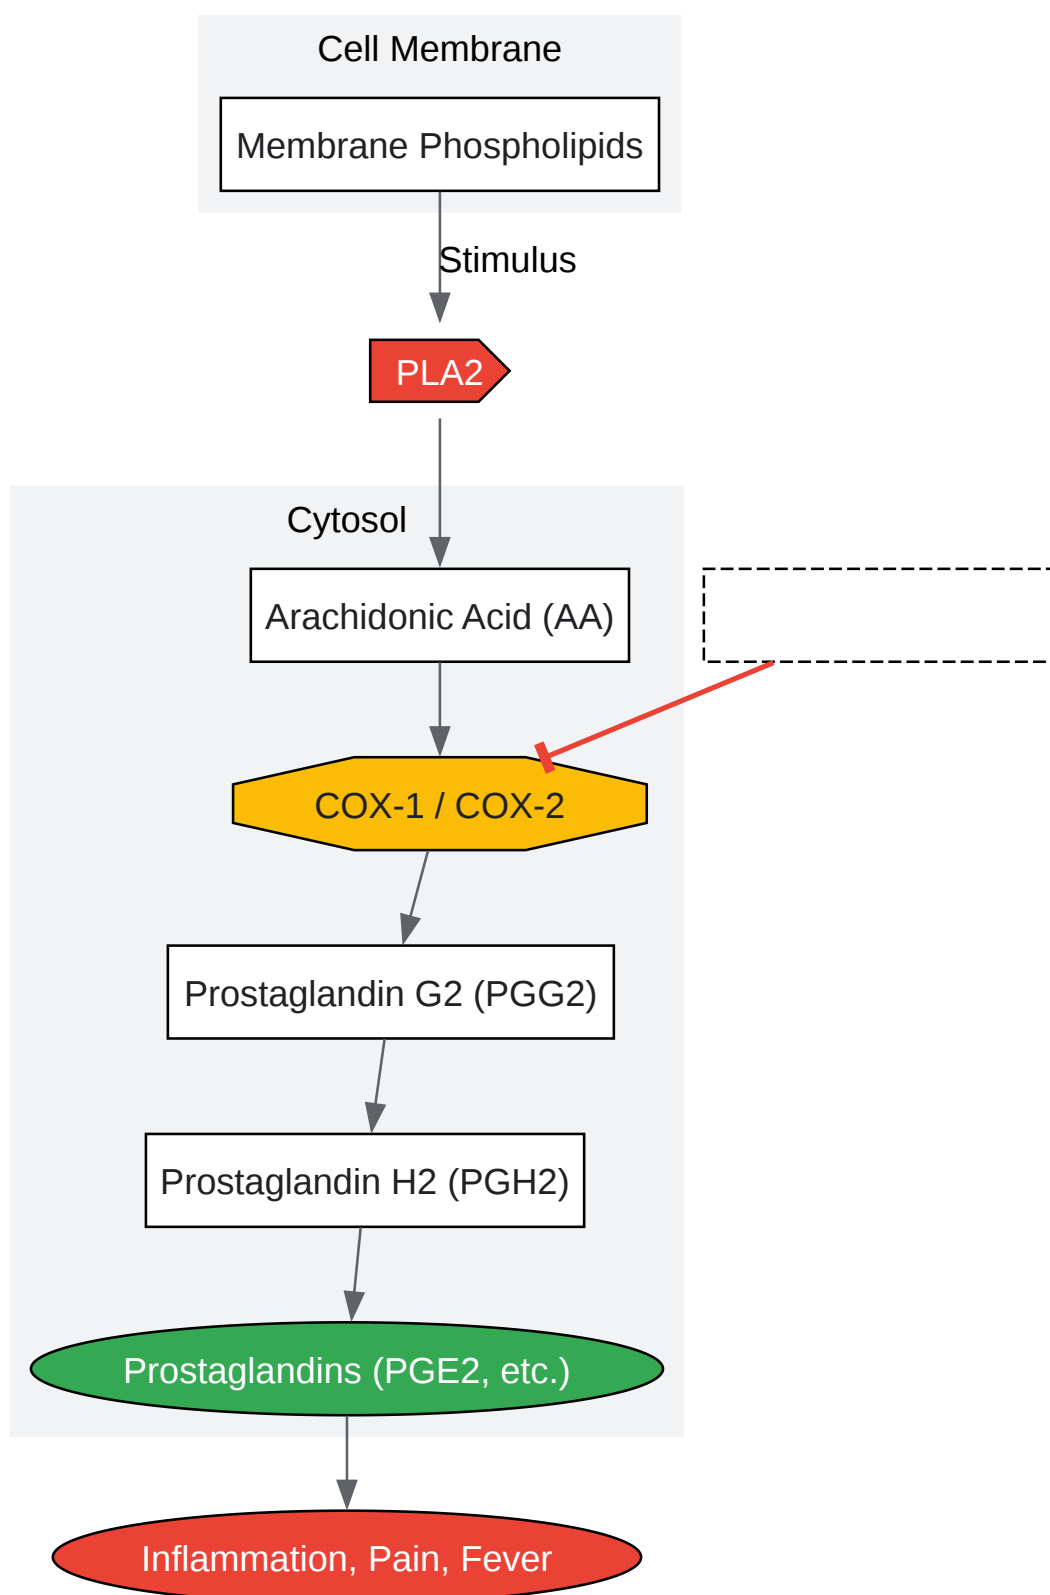 Cell Membrane
Membrane Phospholipids
Stimulus
PLA2
Cytosol
Arachidonic Acid (AA)
COX-1 / COX-2
Prostaglandin G2 (PGG2)
Prostaglandin H2 (PGH2)
Prostaglandins (PGE2, etc.)
Inflammation, Pain, Fever